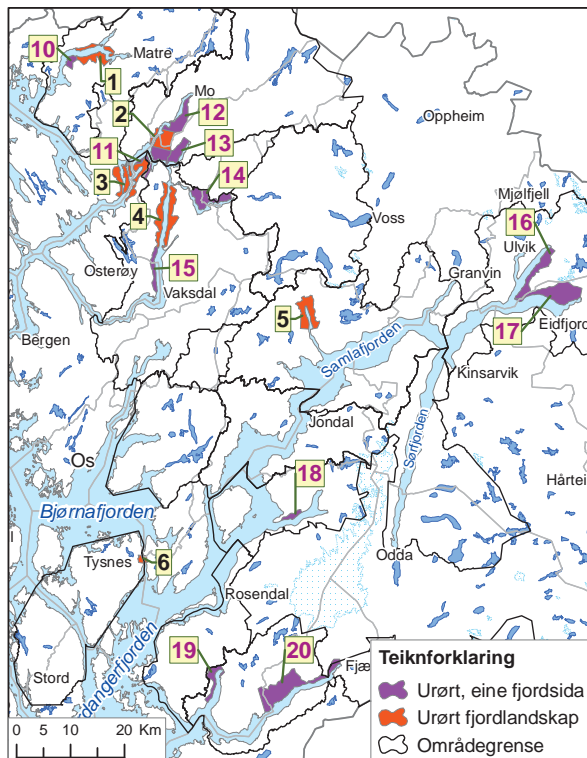 10
Matre
1
Mo
2
12
Oppheim
11
13
3
14
4
Mjølfjell
Voss
16
Ulvik
Osterøy
15
Granvin
Vaksdal
5
Samlafjorden
Eidfjord
17
Bergen
Kinsarvik
Jondal
Sørfjorden
Os
18
Hårtei
Bjørnafjorden
Odda
Tysnes
6
Rosendal
19
20
Fjæ
Stord
dangerfjorden
Teiknforklaring
Urørt, eine fjordsida
Urørt fjordlandskap
Områdegrense
0 10 20 Km